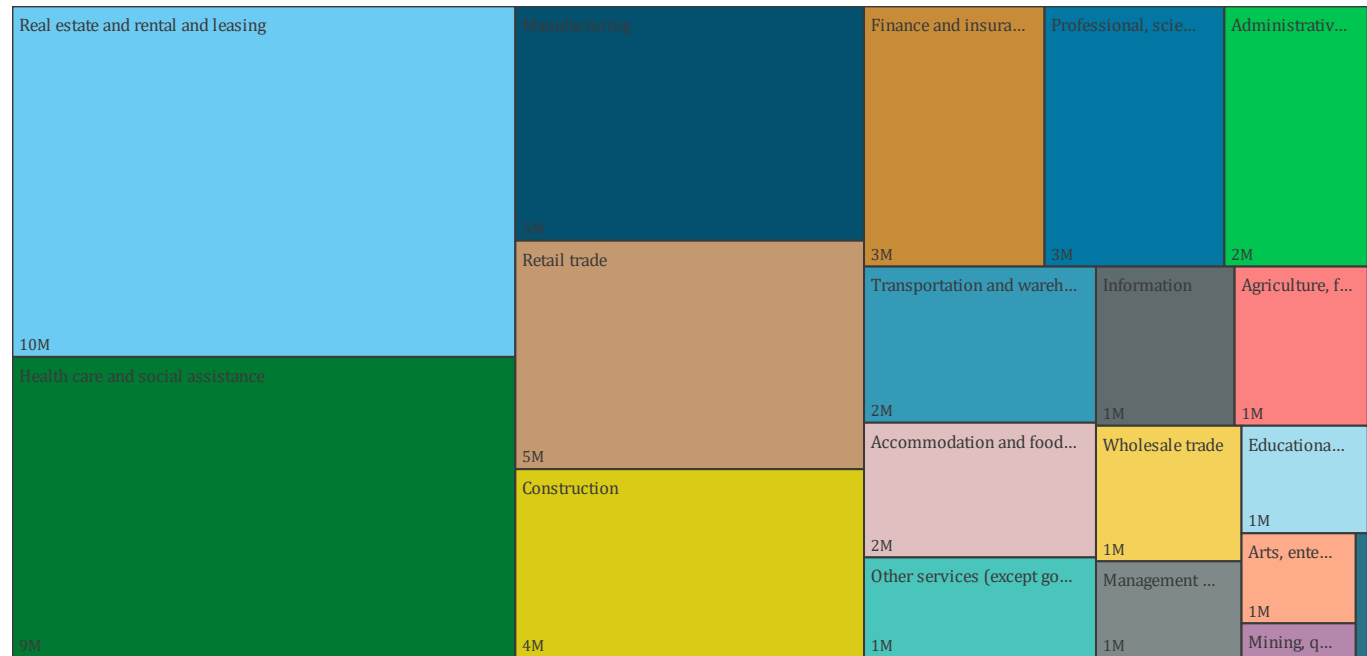 Real estate and rental and leasing
10M
Health care and social assistance
9M
Manufacturing
Retail trade
5M
Construction
4M
Finance and insura...
3M
Professional, scie...
3M
Administrativ...
2M
Transportation and wareh...
2M
Information
1M
Agriculture, f...
1M
Accommodation and food...
2M
Wholesale trade
1M
Educationa...
1M
Other services (except go...
1M
Management ...
1M
Arts, ente...
1M
Mining, q...